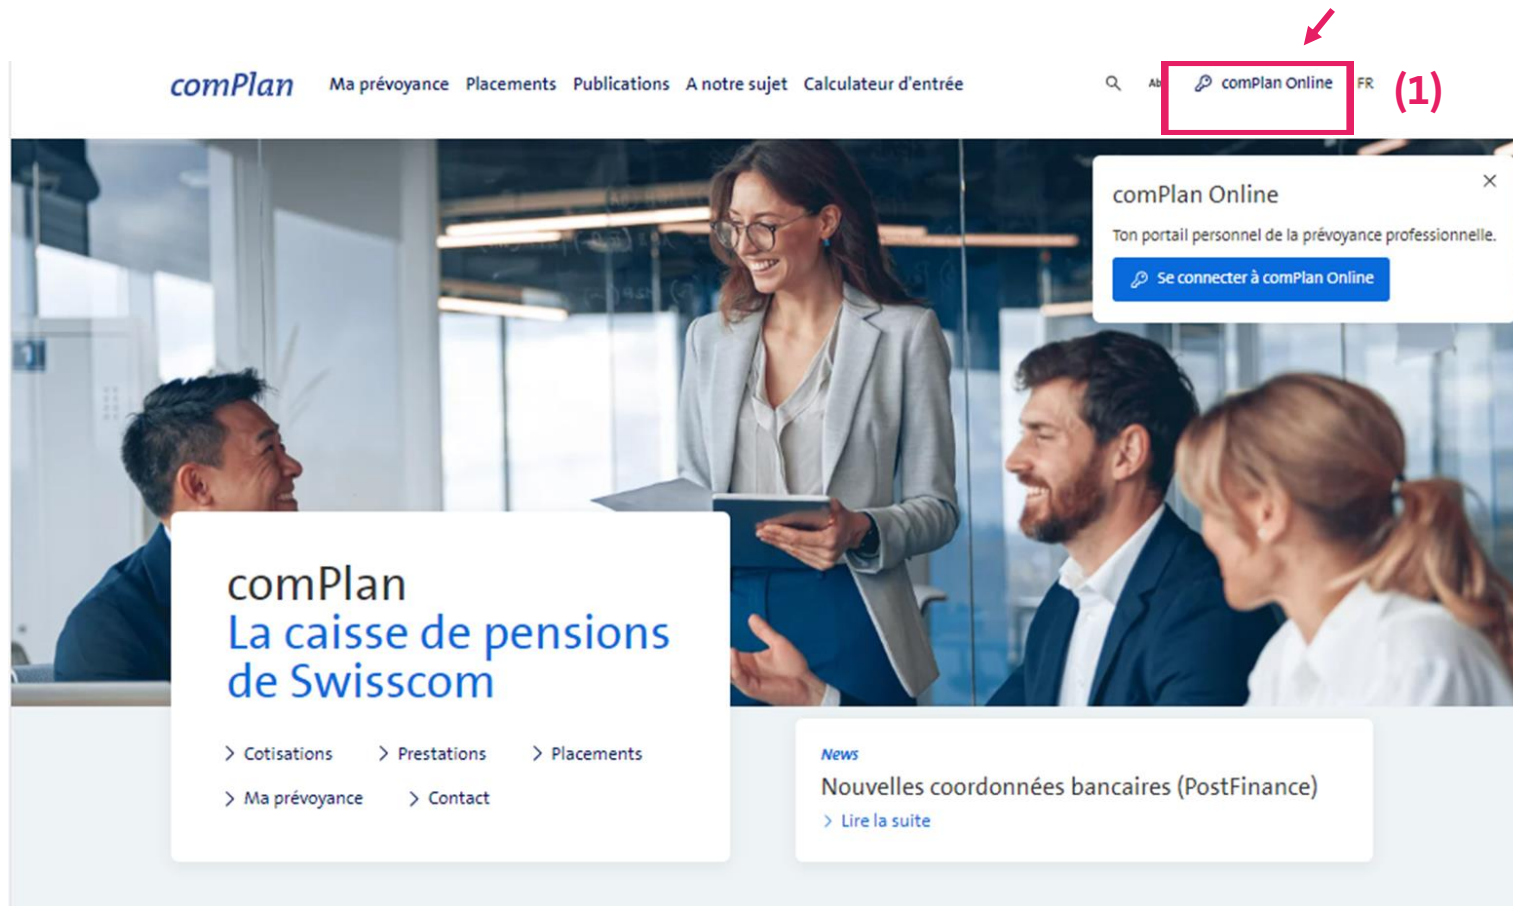 comPlan
Ma prévoyance Placements Publications A notre sujet Calculateur d'entrée
Ab
comPlan Online
FR
(1)
comPlan Online
Ton portail personnel de la prévoyance professionnelle.
Se connecter à comPlan Online
comPlan
La caisse de pensions
de Swisscom
Cotisations Prestations Placements
Ma prévoyance Contact
News
Nouvelles coordonnées bancaires (PostFinance)
Lire la suite